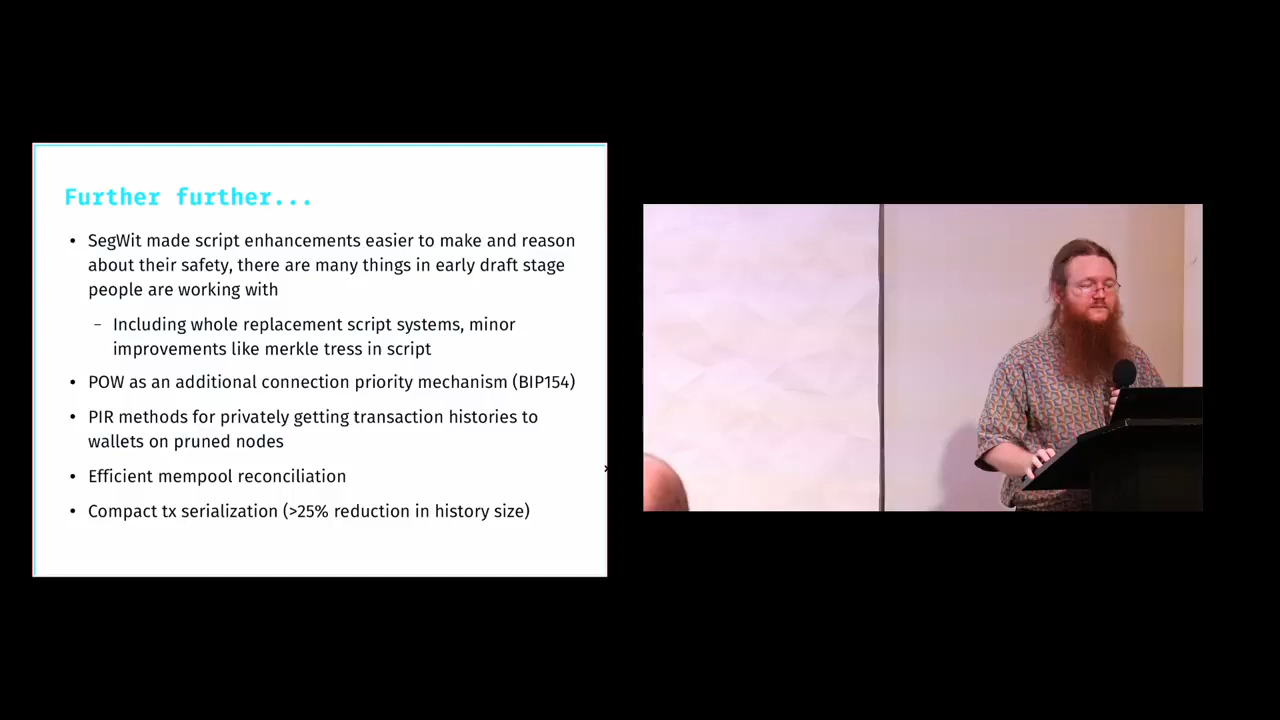 Further further...
• SegWit made script enhancements easier to make and reason
about their safety, there are many things in early draft stage
people are working with
– Including whole replacement script systems, minor
improvements like merkle tress in script
• POW as an additional connection priority mechanism (BIP154)
• PIR methods for privately getting transaction histories to
wallets on pruned nodes
• Efficient mempool reconciliation
• Compact tx serialization (>25% reduction in history size)